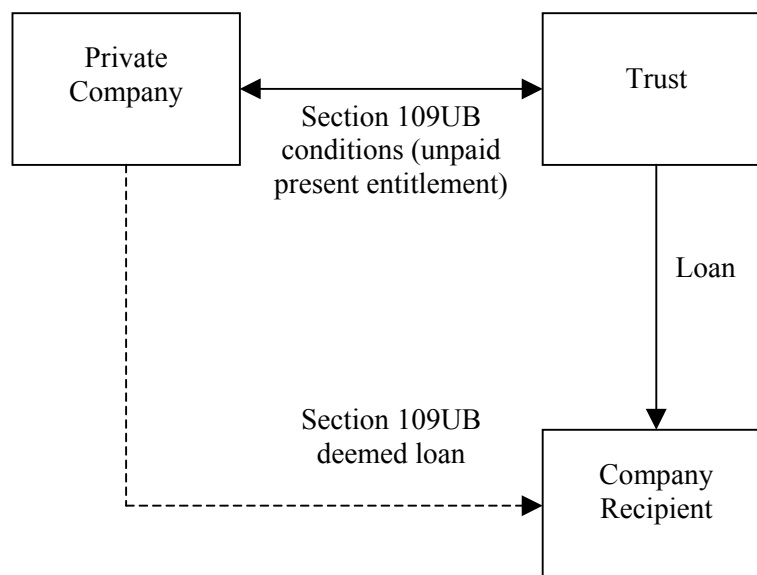 Private
Company
Trust
Section 109UB
conditions (unpaid
present entitlement)
Loan
Section 109UB
deemed loan
Company
Recipient